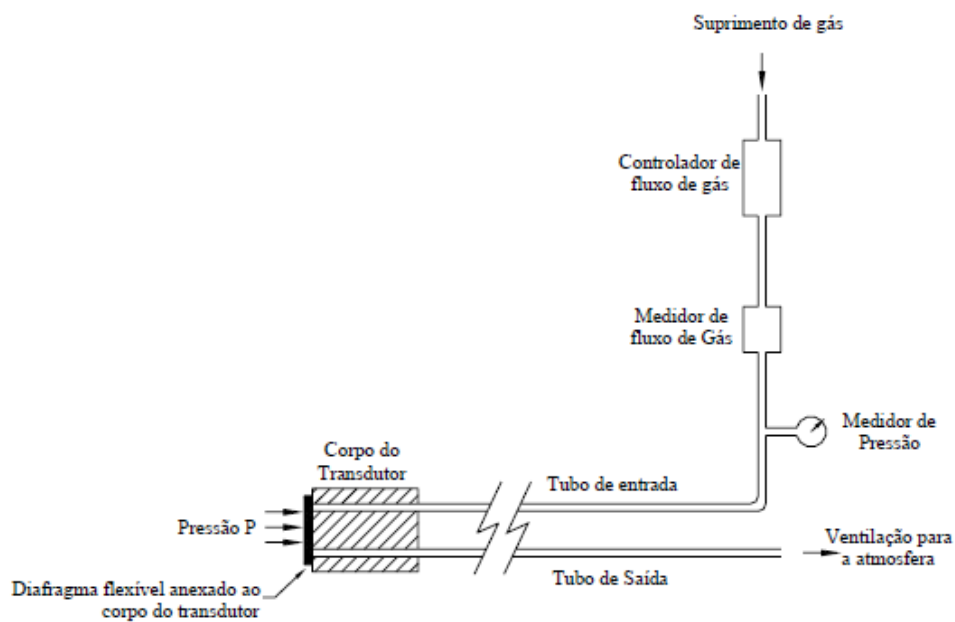 Suprimento de gás
Controlador de
fluxo de gás
Medidor de
fluxo de Gás
Medidor de
Pressão
Corpo do
Transdutor
Tubo de entrada
Pressão P
Ventilação para
a atmosfera
Tubo de Saída
Diafragma flexível anexado ao
corpo do transdutor